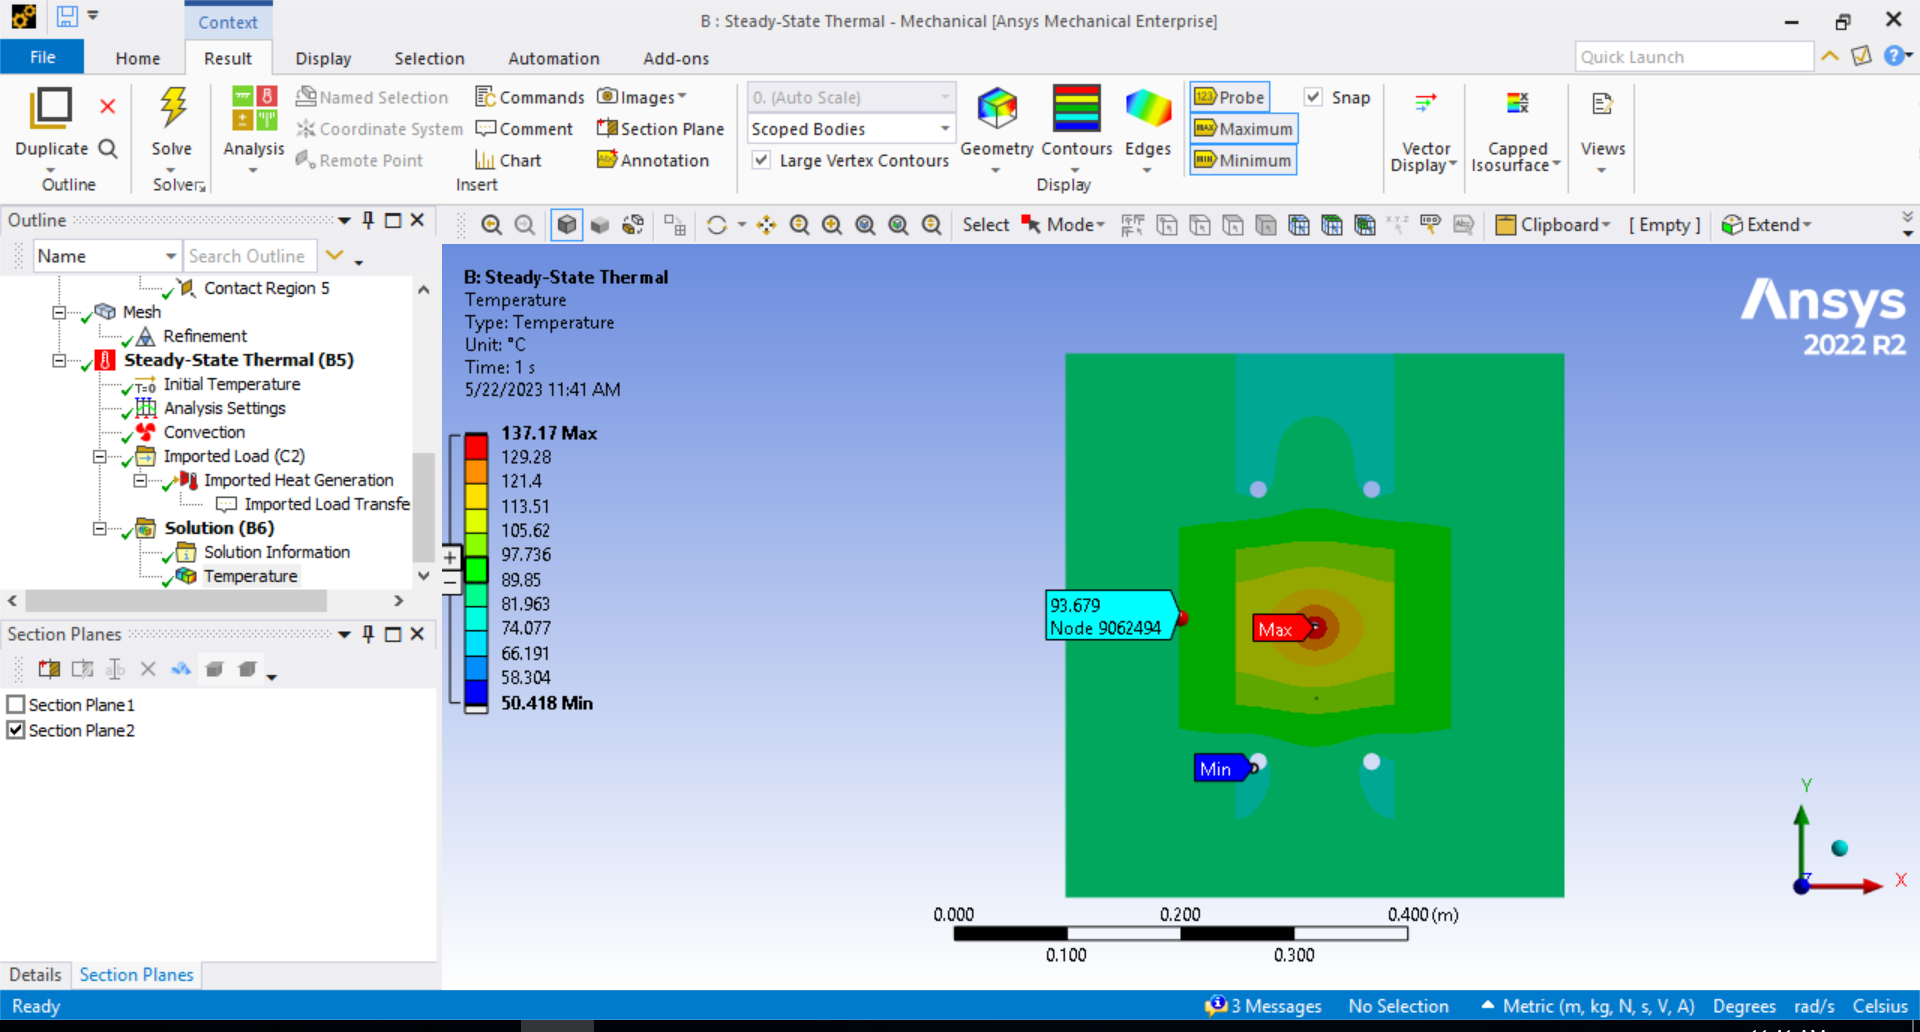 Context
B : Steady-State Thermal - Mechanical [Ansys Mechanical Enterprise]
File
Home
Result
Display
Selection
Automation
Add-ons
Quick Launch
Duplicate
Outline
Solve
Solver
Analysis
Named Selection
Coordinate System
Remote Point
Commands
Comment
Chart
Images
Section Plane
Annotation
Insert
0. (Auto Scale)
Scoped Bodies
Large Vertex Contours
Geometry
Contours
Edges
Display
Probe
Maximum
Minimum
Snap
Vector
Display
Capped
Isosurface
Views
Outline
Select
Mode
Clipboard
[ Empty ]
Extend
Name
Search Outline
Contact Region 5
Mesh
Refinement
Steady-State Thermal (B5)
Initial Temperature
Analysis Settings
Convection
Imported Load (C2)
Imported Heat Generation
Imported Load Transfe
Solution (B6)
Solution Information
Temperature
Section Planes
Section Plane1
Section Plane2
Details
Section Planes
B: Steady-State Thermal
Temperature
Type: Temperature
Unit: °C
Time: 1 s
5/22/2023 11:41 AM
137.17 Max
129.28
121.4
113.51
105.62
97.736
89.85
81.963
74.077
66.191
58.304
50.418 Min
Ansys
2022 R2
93.679
Node 9062494
Max
Min
0.000
0.200
0.400 (m)
0.100
0.300
Y
X
Z
Ready
3 Messages
No Selection
Metric (m, kg, N, s, V, A)
Degrees
rad/s
Celsius